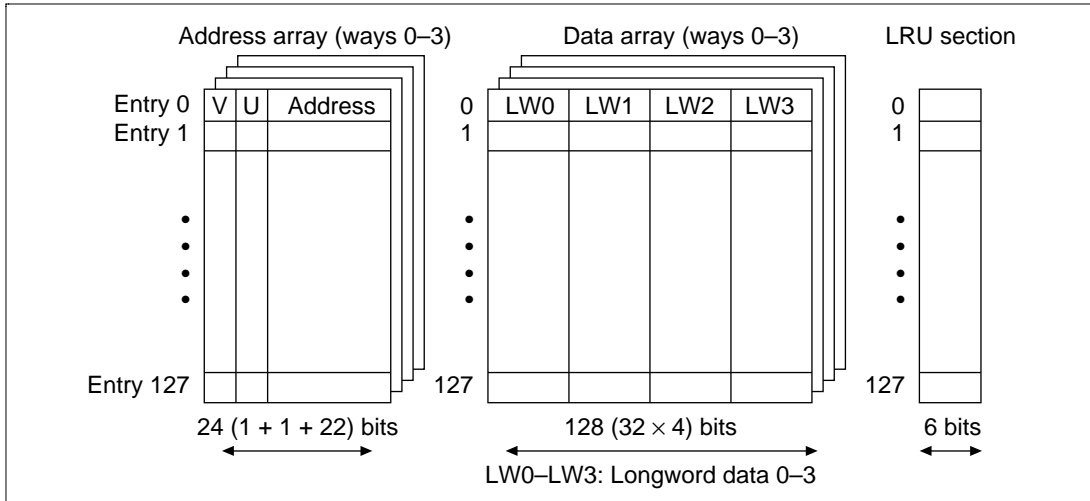 Address array (ways 0–3) Data array (ways 0–3) LRU section
Entry 0 V U Address 0 LW0 LW1 LW2 LW3 0
Entry 1 1 1
Entry 127 127 127
24 (1 + 1 + 22) bits 128 (32 × 4) bits 6 bits
LW0–LW3: Longword data 0–3